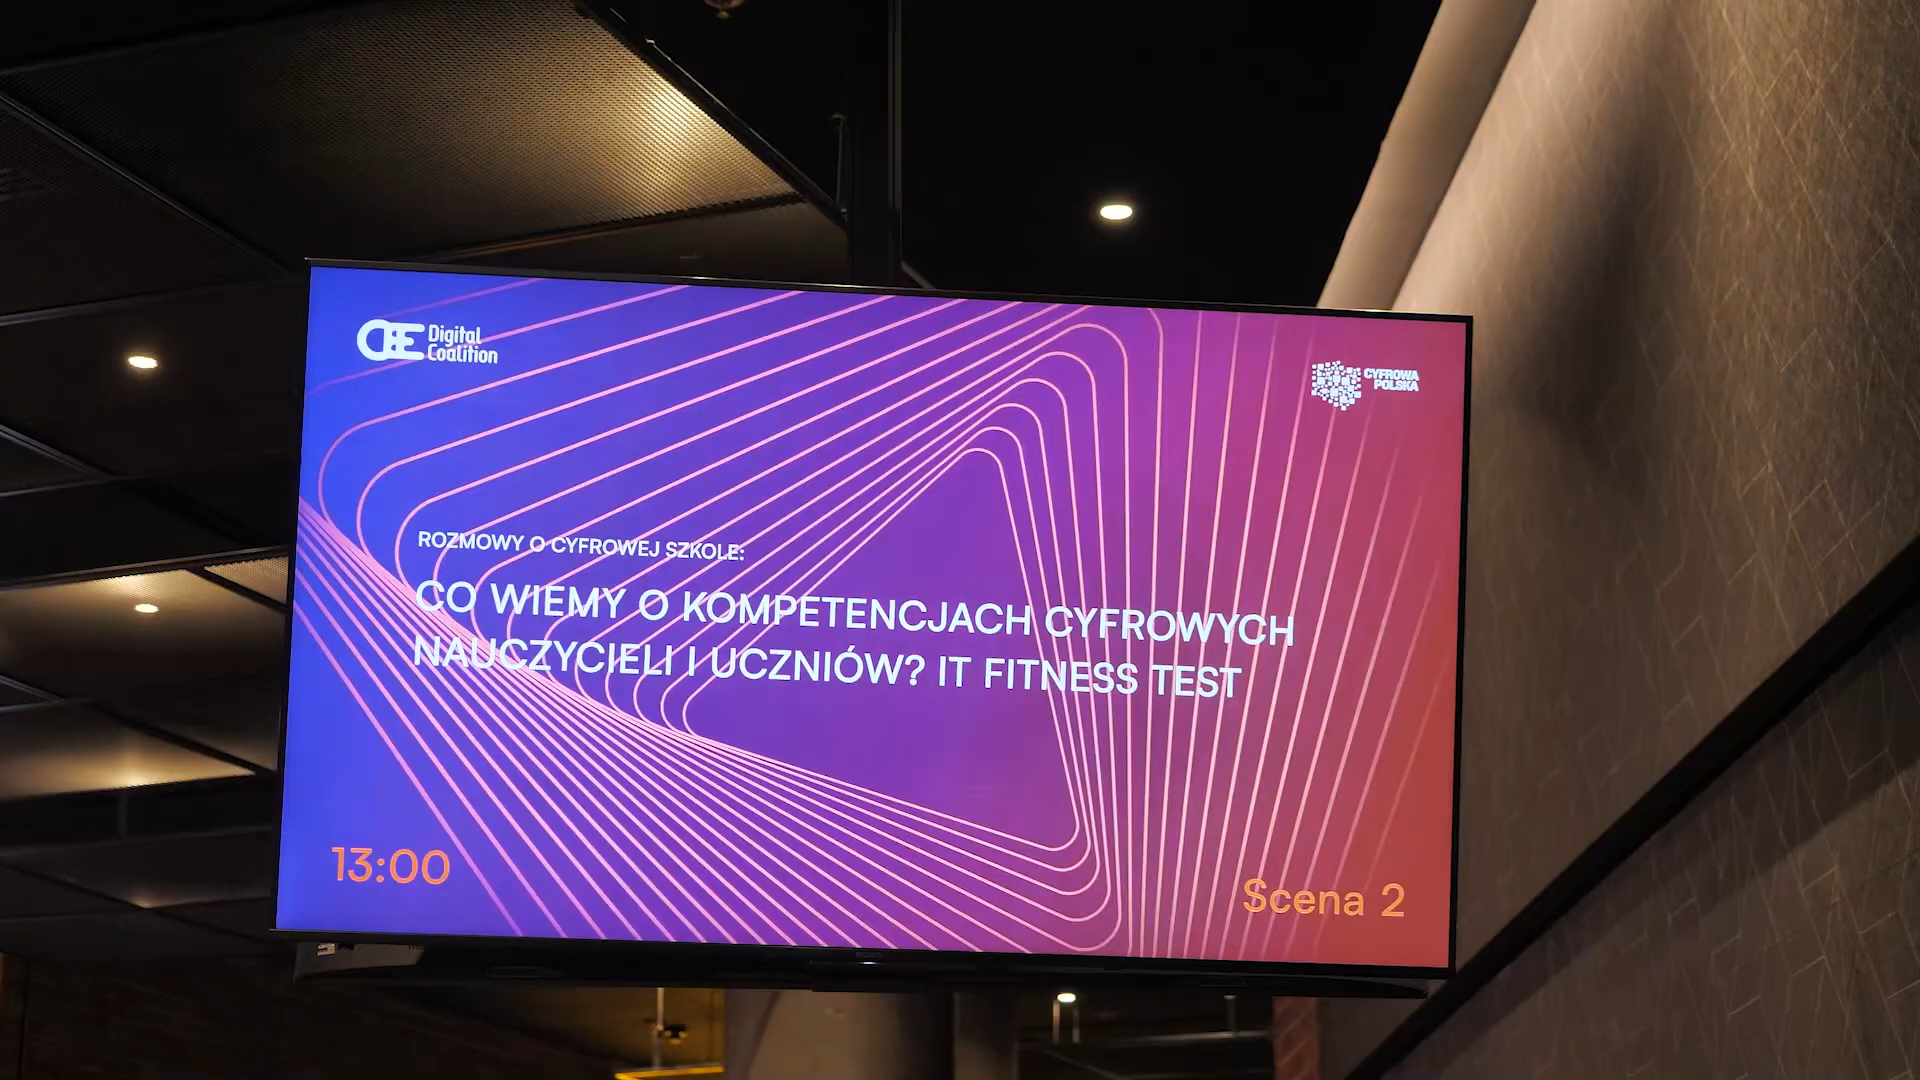 CEE Digital
Coalition
CYFROWA
POLSKA
ROZMOWY O CYFROWEJ SZKOLE:
CO WIEMY O KOMPETENCJACH CYFROWYCH
NAUCZYCIELI I UCZNIÓW? IT FITNESS TEST
13:00
Scena 2